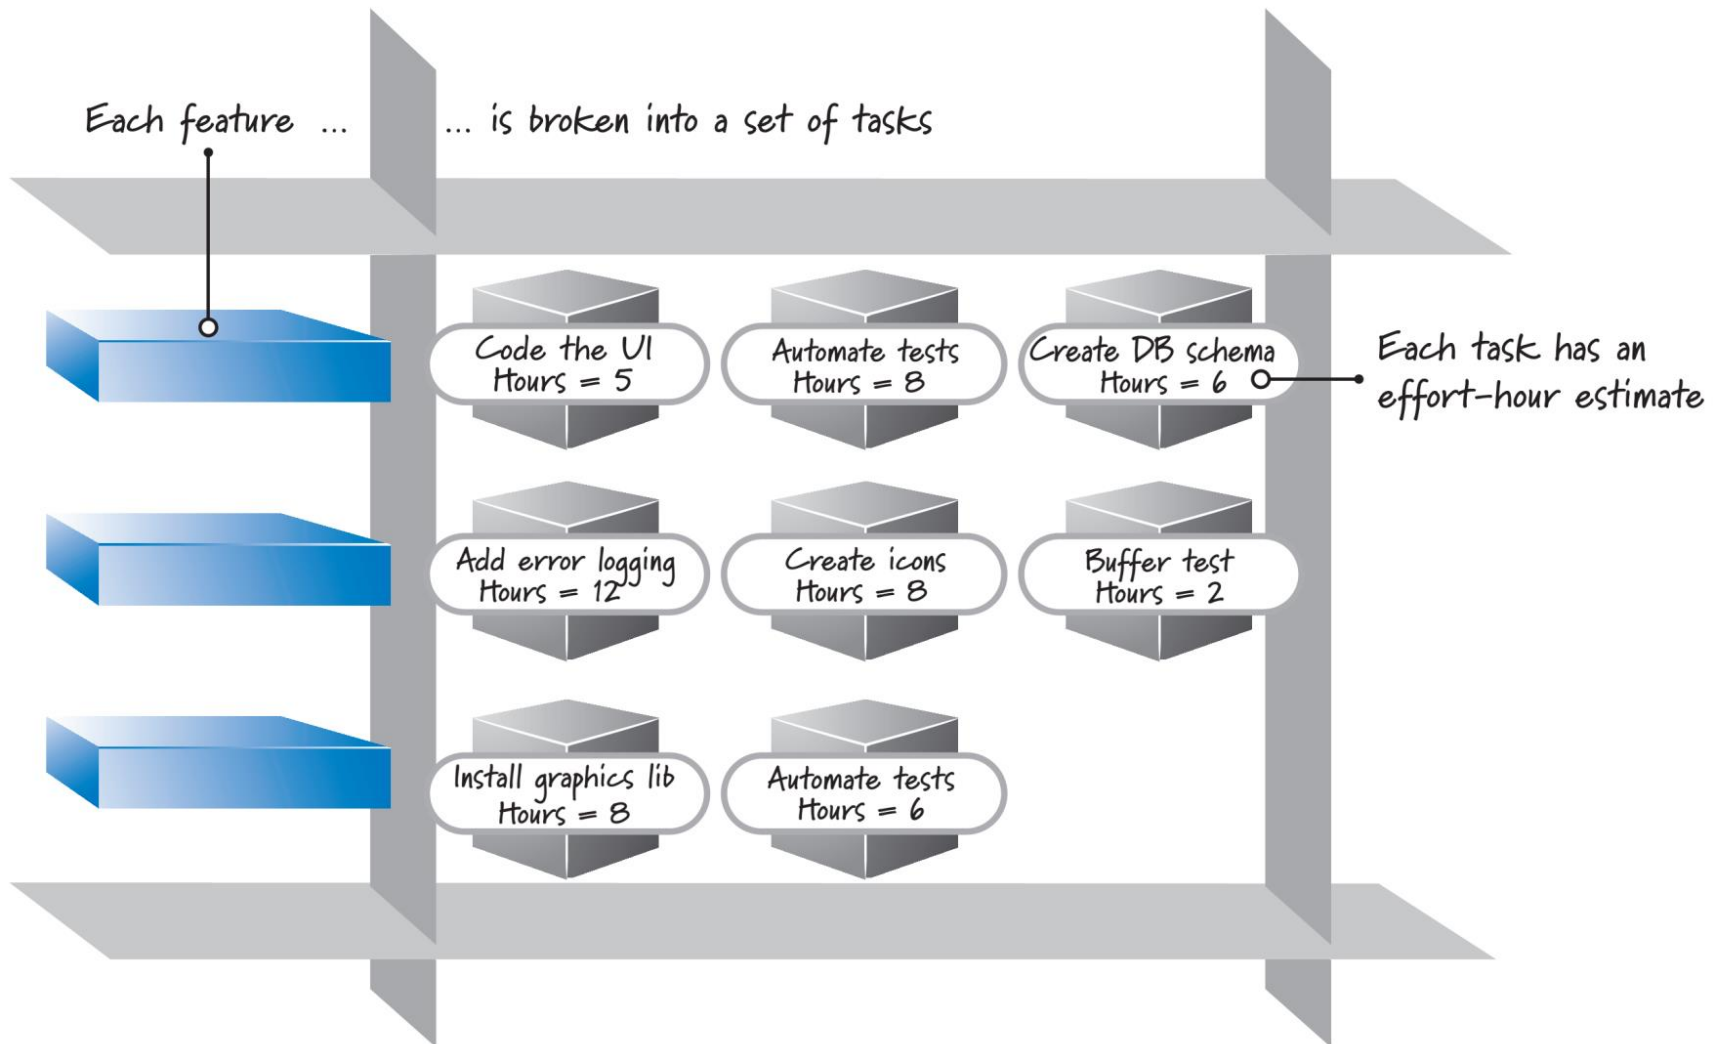 Each feature ...
... is broken into a set of tasks
Code the UI
Hours = 5
Automate tests
Hours = 8
Create DB schema
Hours = 6
Each task has an
effort-hour estimate
Add error logging
Hours = 12
Create icons
Hours = 8
Buffer test
Hours = 2
Install graphics lib
Hours = 8
Automate tests
Hours = 6